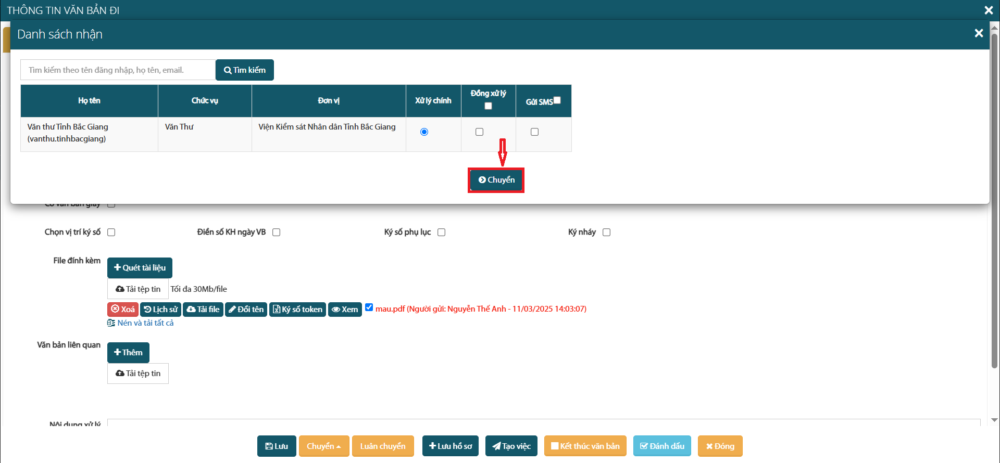 THÔNG TIN VĂN BẢN ĐI
Danh sách nhận
Tìm kiếm theo tên đăng nhập, họ tên, email.
Tìm kiếm
Họ tên
Chức vụ
Đơn vị
Xử lý chính
Đồng xử lý
Gửi SMS
Văn thư Tỉnh Bắc Giang
(vanthu.tinhbacgiang)
Văn Thư
Viện Kiểm sát Nhân dân Tỉnh Bắc Giang
Chuyển
Có văn bản giấy
Chọn vị trí ký số
Điền số KH ngày VB
Ký số phụ lục
Ký nháy
File đính kèm
Quét tài liệu
Tải tệp tin
Tối đa 30Mb/file
Xoá
Lịch sử
Tải file
Đổi tên
Ký số token
Xem
mau.pdf (Người gửi: Nguyễn Thế Anh - 11/03/2025 14:03:07)
Nén và tải tất cả
Văn bản liên quan
Thêm
Tải tệp tin
Nội dung xử lý
Lưu
Chuyển
Luân chuyển
Lưu hồ sơ
Tạo việc
Kết thúc văn bản
Đánh dấu
Đóng